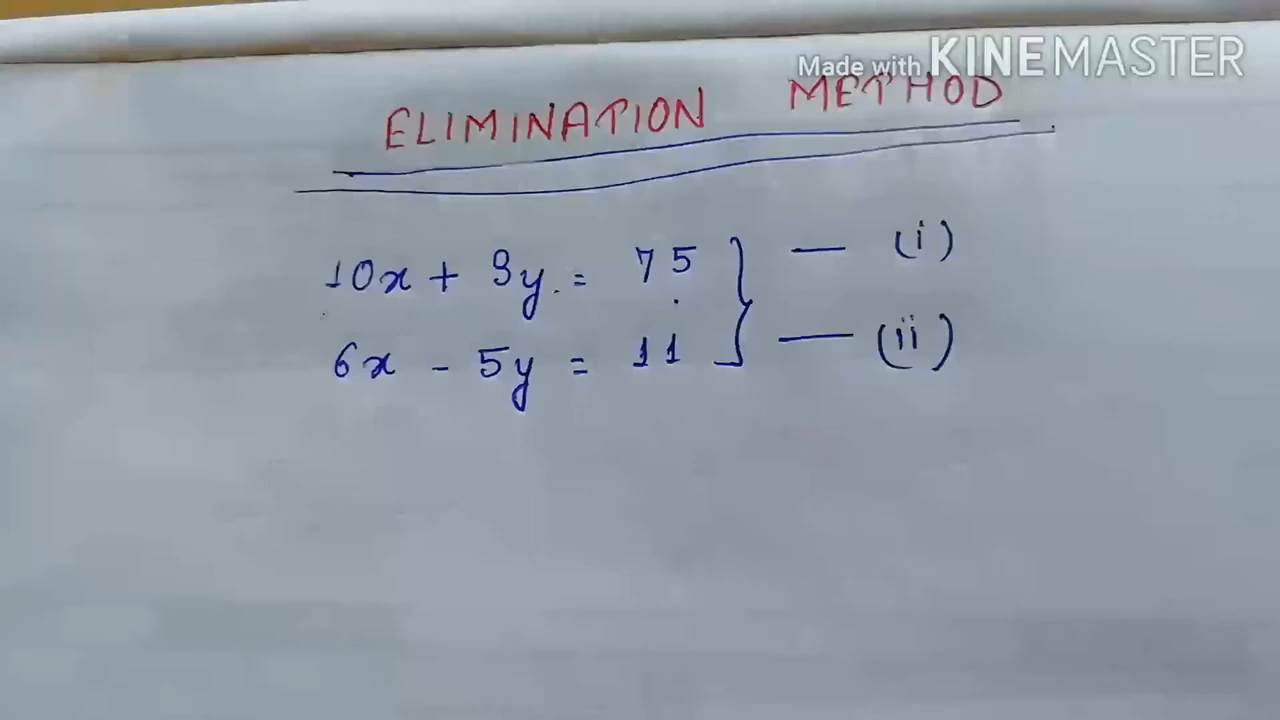 Made with KINEMASTER
ELIMINATION METHOD
10x + 3y = 75 } — (i)
6x - 5y = 11 — (ii)